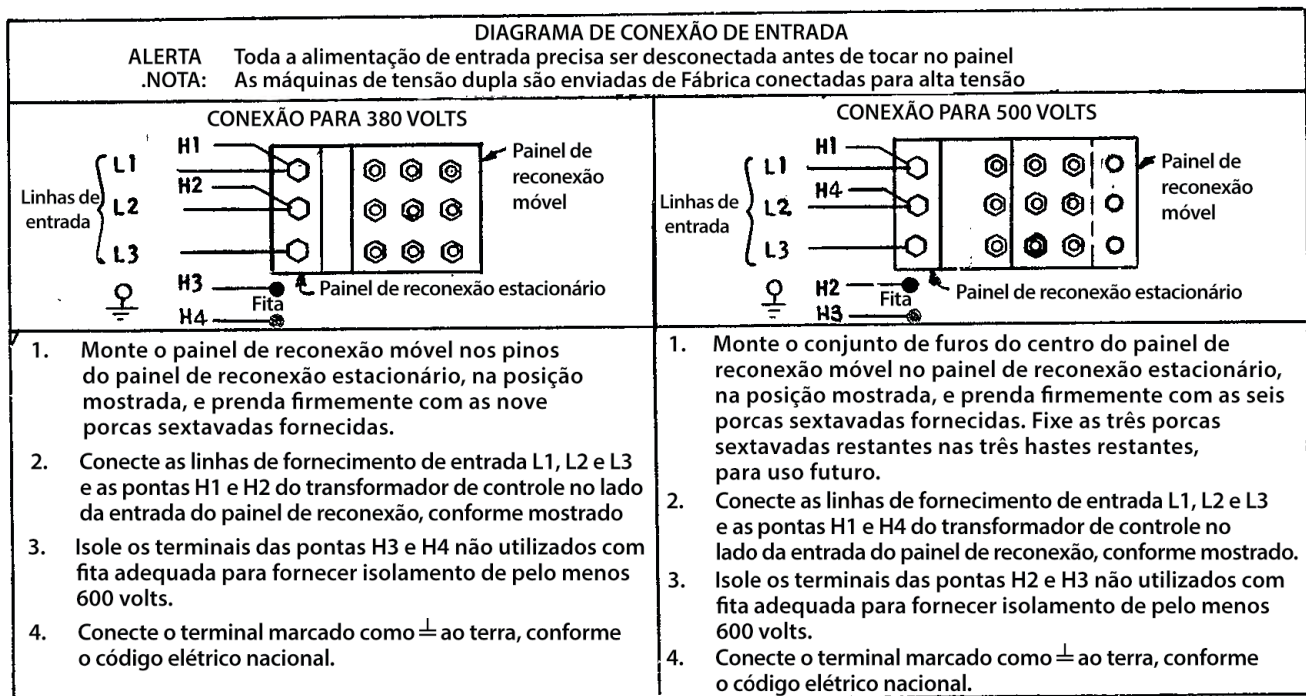 DIAGRAMA DE CONEXÃO DE ENTRADA
ALERTA Toda a alimentação de entrada precisa ser desconectada antes de tocar no painel
.NOTA: As máquinas de tensão dupla são enviadas de Fábrica conectadas para alta tensão
CONEXÃO PARA 380 VOLTS
H1
L1
H2
L2
L3
H3
H4
Linhas de
entrada
Fita
Painel de
reconexão
móvel
Painel de reconexão estacionário
1. Monte o painel de reconexão móvel nos pinos
do painel de reconexão estacionário, na posição
mostrada, e prenda firmemente com as nove
porcas sextavadas fornecidas.
2. Conecte as linhas de fornecimento de entrada L1, L2 e L3
e as pontas H1 e H2 do transformador de controle no lado
da entrada do painel de reconexão, conforme mostrado
3. Isole os terminais das pontas H3 e H4 não utilizados com
fita adequada para fornecer isolamento de pelo menos
600 volts.
4. Conecte o terminal marcado como ⏚ ao terra, conforme
o código elétrico nacional.
CONEXÃO PARA 500 VOLTS
H1
L1
H4
L2
L3
H2
H3
Linhas de
entrada
Fita
Painel de
reconexão
móvel
Painel de reconexão estacionário
1. Monte o conjunto de furos do centro do painel de
reconexão móvel no painel de reconexão estacionário,
na posição mostrada, e prenda firmemente com as seis
porcas sextavadas fornecidas. Fixe as três porcas
sextavadas restantes nas três hastes restantes,
para uso futuro.
2. Conecte as linhas de fornecimento de entrada L1, L2 e L3
e as pontas H1 e H4 do transformador de controle no
lado da entrada do painel de reconexão, conforme mostrado.
3. Isole os terminais das pontas H2 e H3 não utilizados com
fita adequada para fornecer isolamento de pelo menos
600 volts.
4. Conecte o terminal marcado como ⏚ ao terra, conforme
o código elétrico nacional.